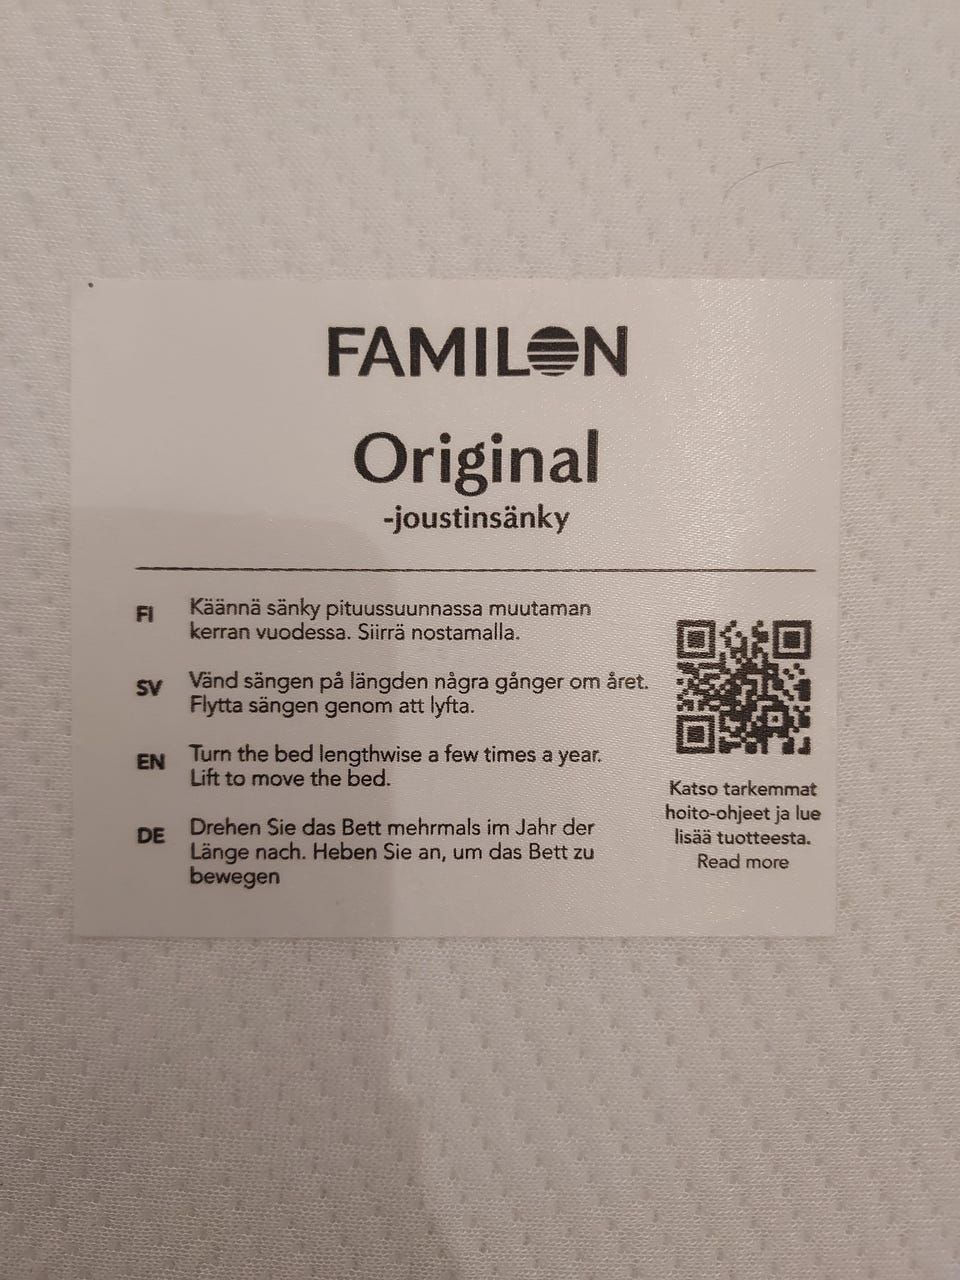 FAMILON
Original
-joustinsänky
FI
Käännä sänky pituussuunnassa muutaman
kerran vuodessa. Siirrä nostamalla.
SV
Vänd sängen på längden några gånger om året.
Flytta sängen genom att lyfta.
EN
Turn the bed lengthwise a few times a year.
Lift to move the bed.
DE
Drehen Sie das Bett mehrmals im Jahr der
Länge nach. Heben Sie an, um das Bett zu
bewegen
Katso tarkemmat
hoito-ohjeet ja lue
lisää tuotteesta.
Read more